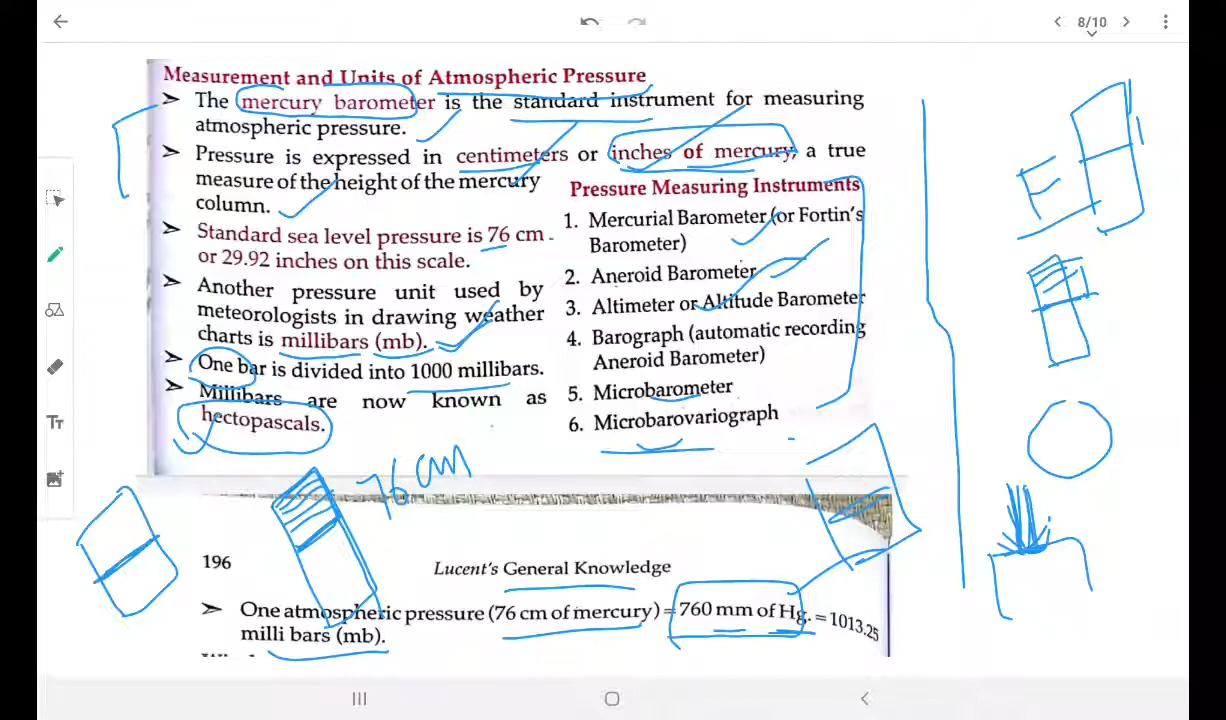 8/10
Measurement and Units of Atmospheric Pressure
➤ The mercury barometer is the standard instrument for measuring
atmospheric pressure.
➤ Pressure is expressed in centimeters or inches of mercury, a true
measure of the height of the mercury
column.
➤ Standard sea level pressure is 76 cm
or 29.92 inches on this scale.
➤ Another pressure unit used by
meteorologists in drawing weather
charts is millibars (mb).
➤ One bar is divided into 1000 millibars.
➤ Millibars are now known as
hectopascals.
Pressure Measuring Instruments
1. Mercurial Barometer (or Fortin's
Barometer)
2. Aneroid Barometer
3. Altimeter or Altitude Barometer
4. Barograph (automatic recording
Aneroid Barometer)
5. Microbarometer
6. Microbarovariograph
76 cm
196
Lucent's General Knowledge
➤ One atmospheric pressure (76 cm of mercury) = 760 mm of Hg. = 1013.25
milli bars (mb).
Tт